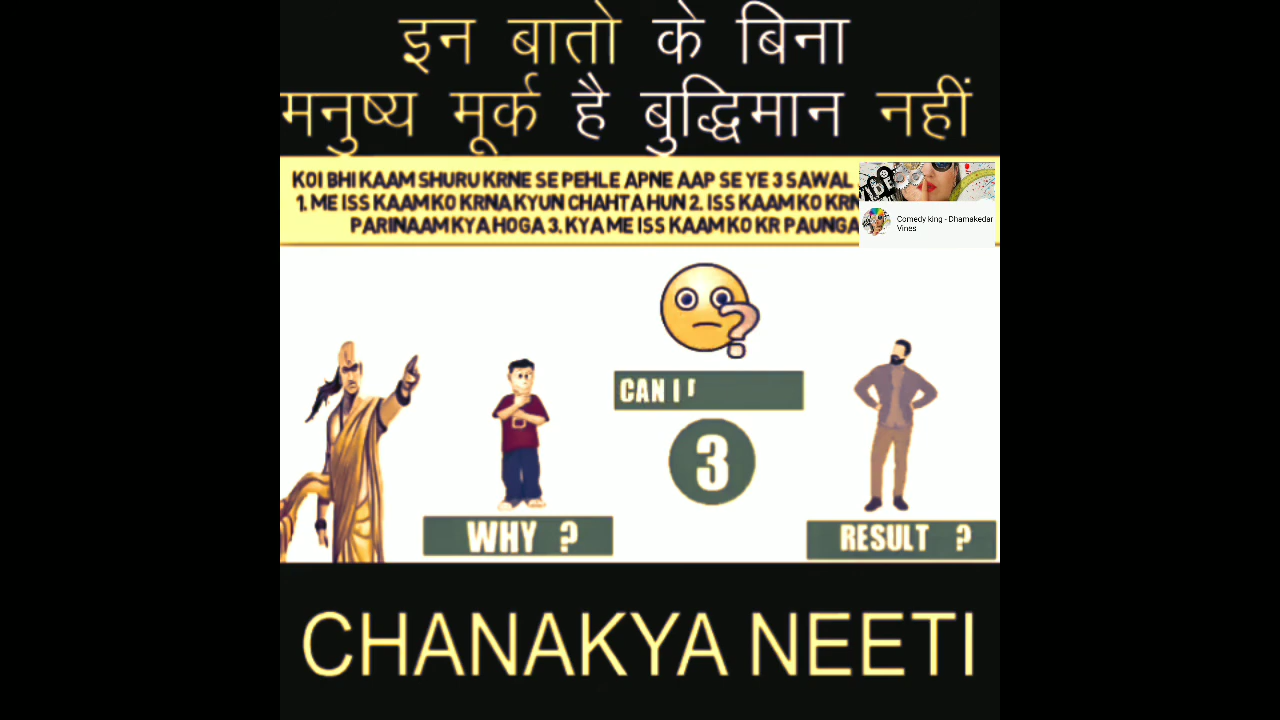 इन बातो के बिना
मनुष्य मूर्क है बुद्धिमान नहीं
KOI BHI KAAM SHURU KRNE SE PEHLE APNE AAP SE YE 3 SAWAL
1. ME ISS KAAM KO KRNA KYUN CHAHTA HUN 2. ISS KAAM KO
PARINAAM KYA HOGA 3. KYA ME ISS KAAM KO KR PAUNGA
Comedy king - Dhamakedar
Vines
CAN I
3
WHY ?
RESULT ?
CHANAKYA NEETI